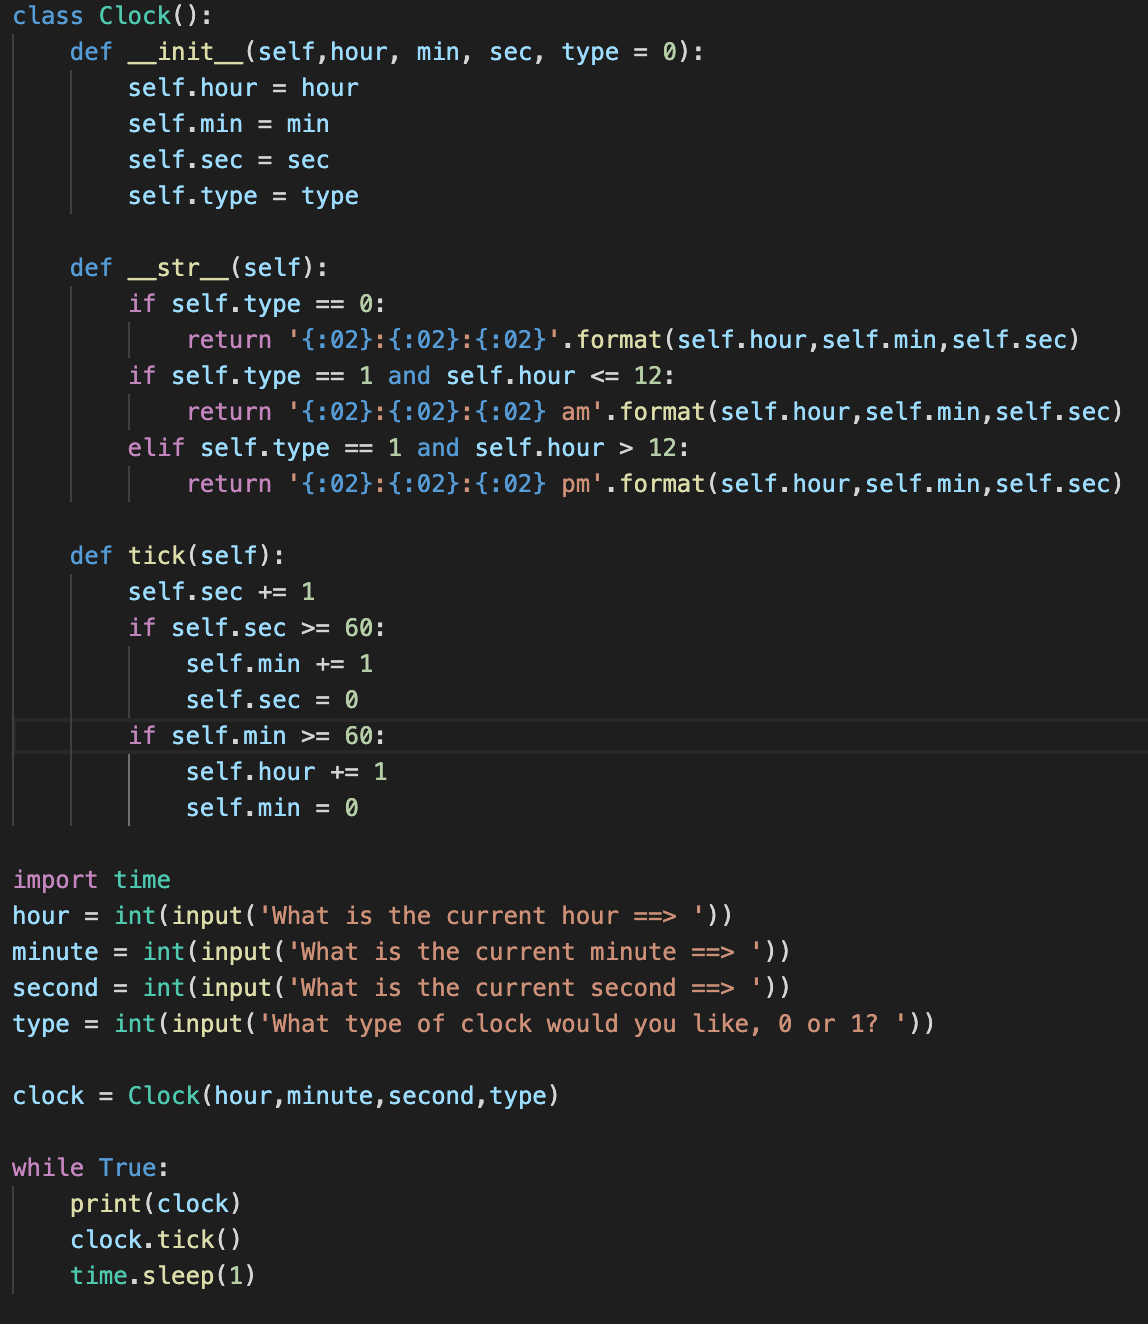 class Clock():
    def __init__(self,hour, min, sec, type = 0):
        self.hour = hour
        self.min = min
        self.sec = sec
        self.type = type

    def __str__(self):
        if self.type == 0:
            return '{:02}:{:02}:{:02}'.format(self.hour,self.min,self.sec)
        if self.type == 1 and self.hour <= 12:
            return '{:02}:{:02}:{:02} am'.format(self.hour,self.min,self.sec)
        elif self.type == 1 and self.hour > 12:
            return '{:02}:{:02}:{:02} pm'.format(self.hour,self.min,self.sec)

    def tick(self):
        self.sec += 1
        if self.sec >= 60:
            self.min += 1
            self.sec = 0
        if self.min >= 60:
            self.hour += 1
            self.min = 0

import time
hour = int(input('What is the current hour ==> '))
minute = int(input('What is the current minute ==> '))
second = int(input('What is the current second ==> '))
type = int(input('What type of clock would you like, 0 or 1? '))

clock = Clock(hour,minute,second,type)

while True:
    print(clock)
    clock.tick()
    time.sleep(1)